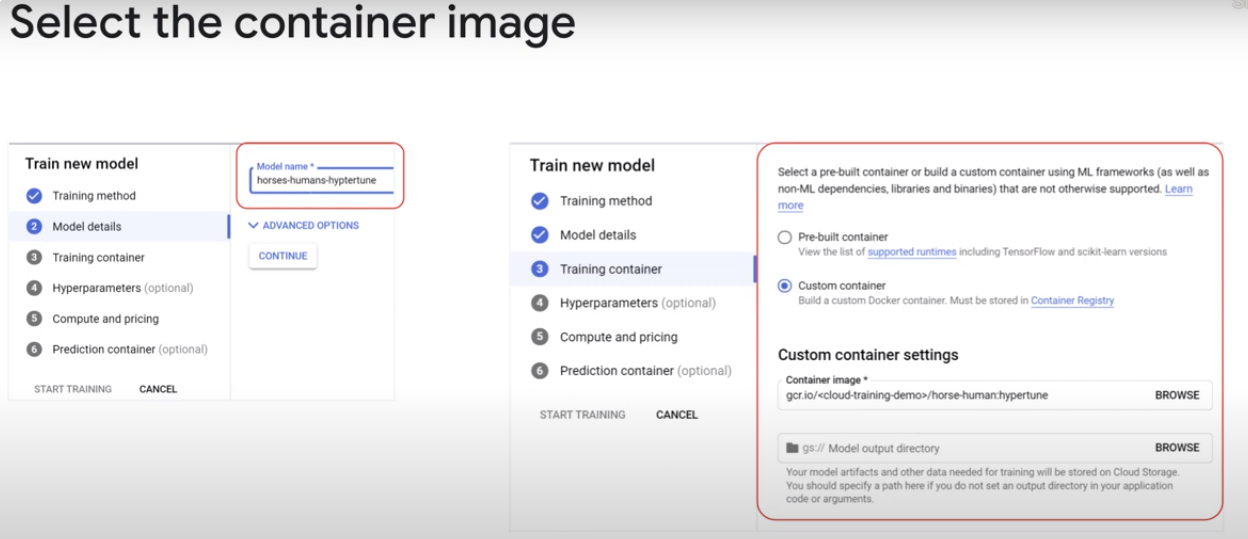 Select the container image
Train new model
Training method
2 Model details
3 Training container
4 Hyperparameters (optional)
5 Compute and pricing
6 Prediction container (optional)
START TRAINING CANCEL
Model name *
horses-humans-hyptertune
ADVANCED OPTIONS
CONTINUE
Train new model
Training method
Model details
3 Training container
4 Hyperparameters (optional)
5 Compute and pricing
6 Prediction container (optional)
START TRAINING CANCEL
Select a pre-built container or build a custom container using ML frameworks (as well as
non-ML dependencies, libraries and binaries) that are not otherwise supported. Learn
more
Pre-built container
View the list of supported runtimes including TensorFlow and scikit-learn versions
Custom container
Build a custom Docker container. Must be stored in Container Registry
Custom container settings
Container image *
gcr.io/<cloud-training-demo>/horse-human:hypertune BROWSE
gs:// Model output directory BROWSE
Your model artifacts and other data needed for training will be stored on Cloud Storage.
You should specify a path here if you do not set an output directory in your application
code or arguments.